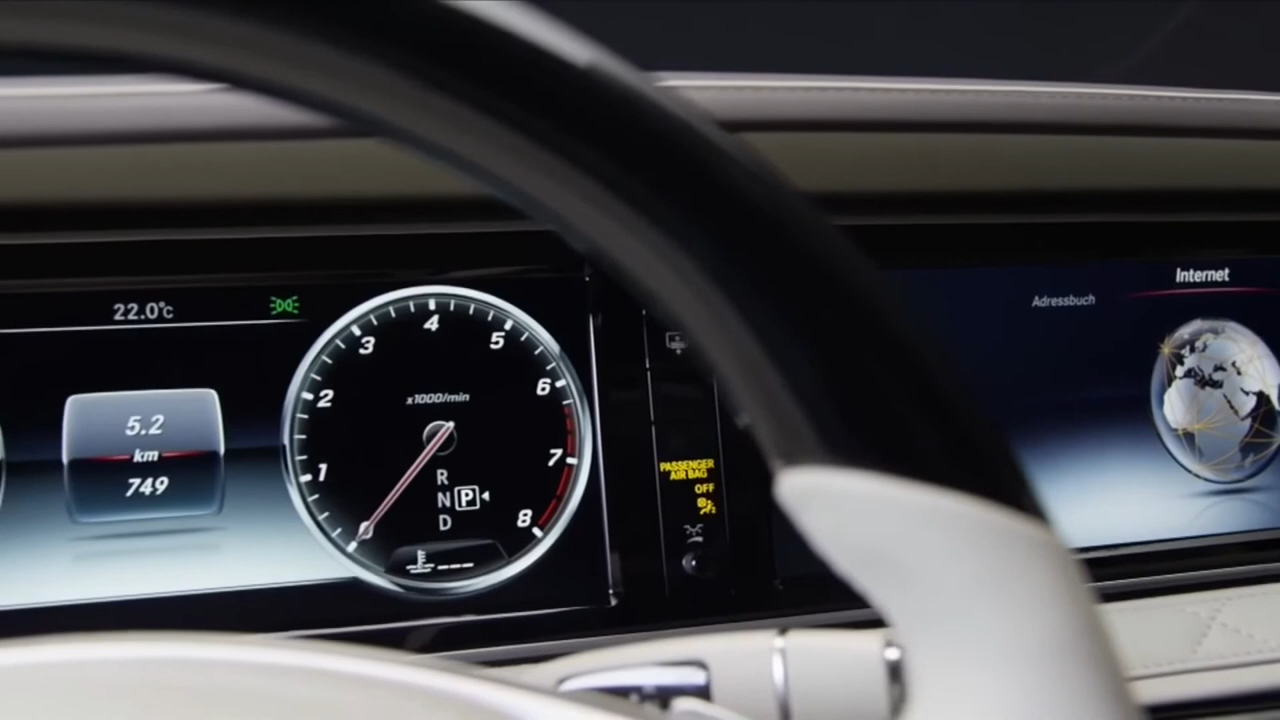 22.0°c
5.2
km
749
1
2
3
4
5
6
7
8
x1000/min
R
N P
D
PASSENGER
AIR BAG
OFF
Internet
Adressbuch